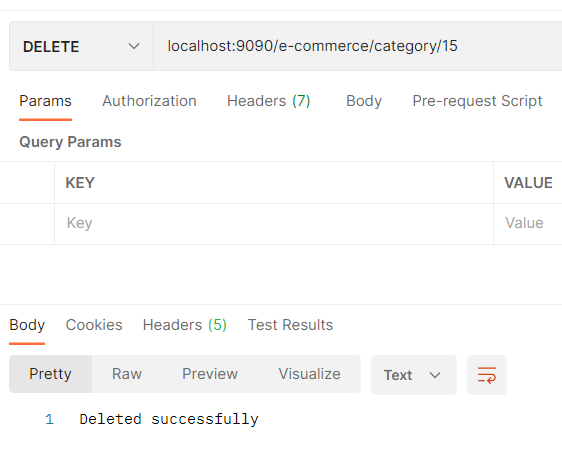 DELETE localhost:9090/e-commerce/category/15
Params Authorization Headers (7) Body Pre-request Script
Query Params
KEY VALUE
Key Value
Body Cookies Headers (5) Test Results
Pretty Raw Preview Visualize Text
1 Deleted successfully